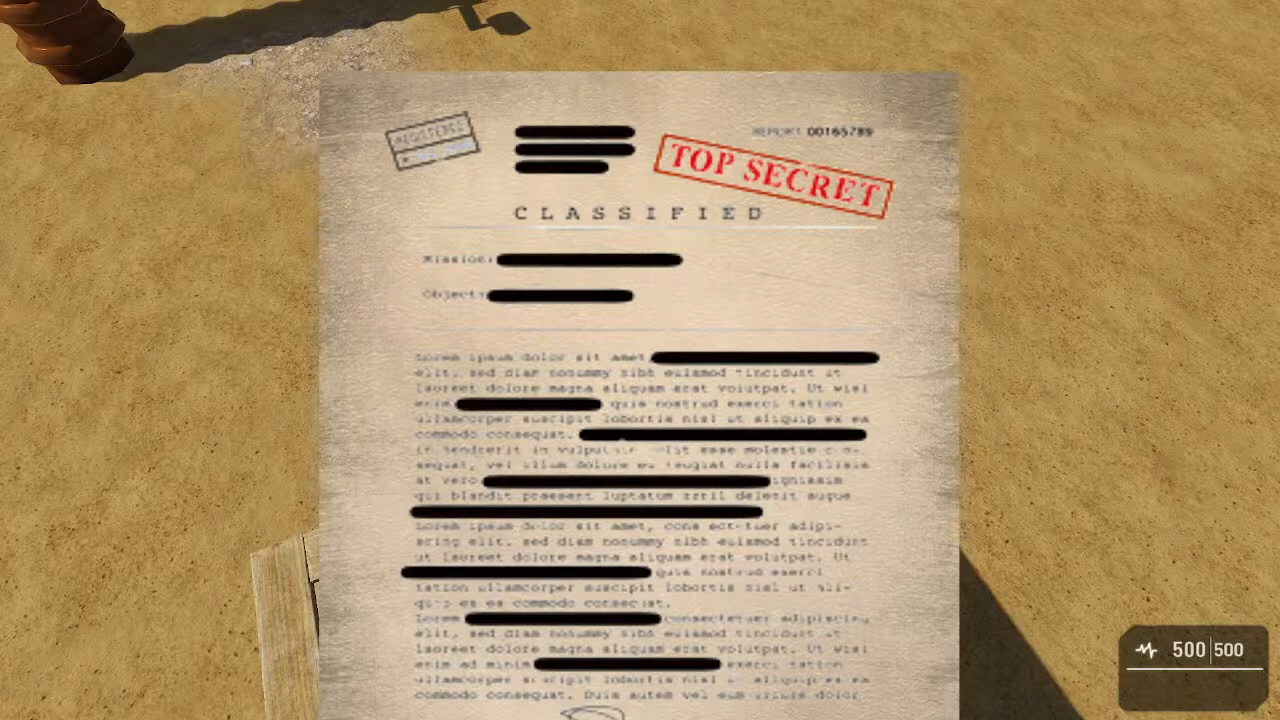 REGISTERED
REPORT 00165789
TOP SECRET
CLASSIFIED
Mission:
Object:
Lorem ipsum dolor sit amet,
elit, sed diam nonummy nibh euismod tincidunt ut
laoreet dolore magna aliquam erat volutpat. Ut wisi
enim quis nostrud exerci tation
ullamcorper suscipit lobortis nisl ut aliquip ex ea
commodo consequat.
in hendrerit in vulputate velit esse molestie con-
sequat, vel illum dolore eu feugiat nulla facilisis
at vero dignissim
qui blandit praesent luptatum zzril delenit augue
Lorem ipsum dolor sit amet, cons ect-tuer adipi-
scing elit, sed diam nonummy nibh euismod tincidunt
ut laoreet dolore magna aliquam erat volutpat. Ut
quis nostrud exerci
tation ullamcorper suscipit lobortis nisl ut ali-
quip ex ea commodo consequat.
Lorem consectetuer adipiscing
elit, sed diam nonummy nibh euismod tincidunt ut
laoreet dolore magna aliquam erat volutpat. Ut wisi
enim ad minim exerci tation
ullamcorper suscipit lobortis nisl ut aliquip ex ea
commodo consequat. Duis autem vel eum iriure dolor
500|500